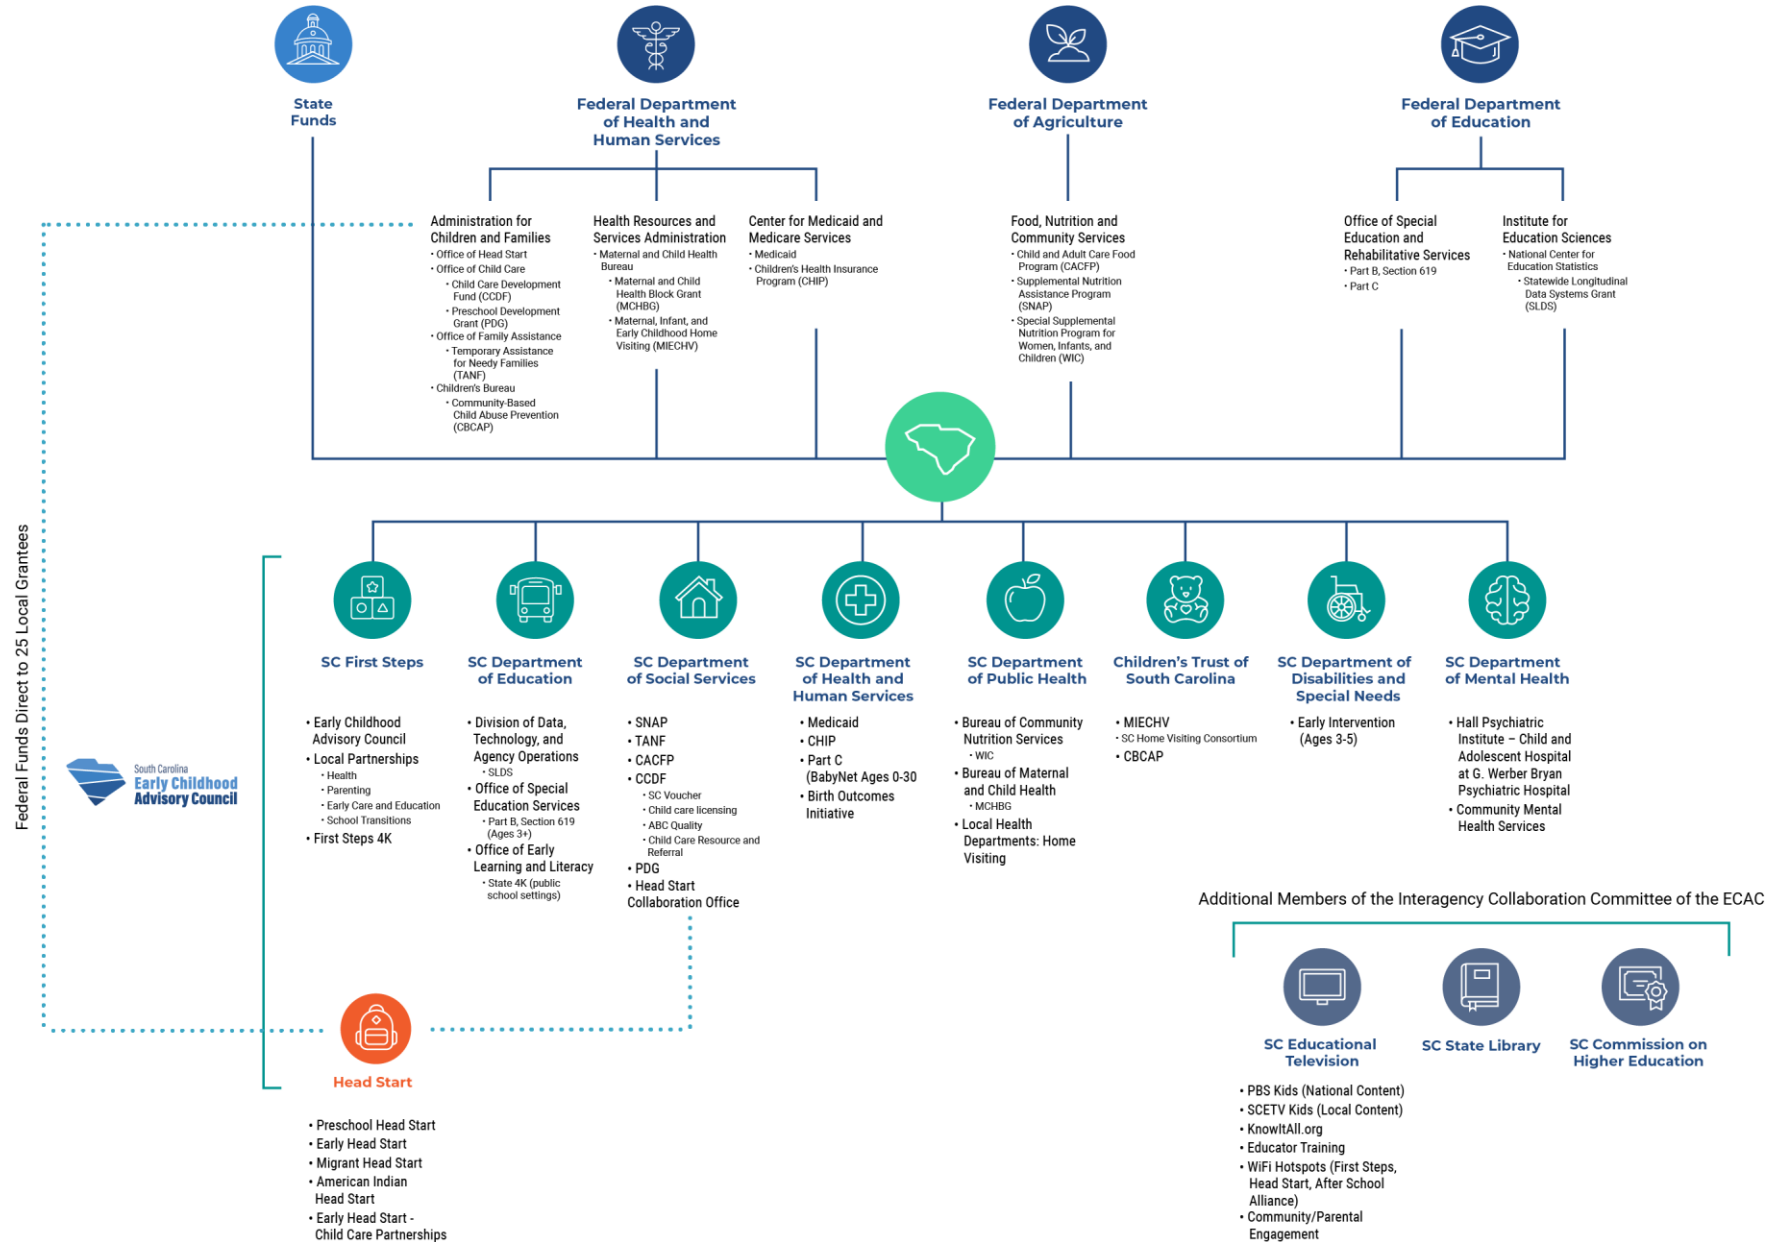 State
Funds
Federal Department
of Health and
Human Services
Federal Department
of Agriculture
Federal Department
of Education
Administration for
Children and Families
• Office of Head Start
• Office of Child Care
• Child Care Development
Fund (CCDF)
• Preschool Development
Grant (PDG)
• Office of Family Assistance
• Temporary Assistance
for Needy Families
(TANF)
• Children's Bureau
• Community-Based
Child Abuse Prevention
(CBCAP)
Health Resources and
Services Administration
• Maternal and Child Health
Bureau
• Maternal and Child
Health Block Grant
(MCHBG)
• Maternal, Infant, and
Early Childhood Home
Visiting (MIECHV)
Center for Medicaid and
Medicare Services
• Medicaid
• Children's Health Insurance
Program (CHIP)
Food, Nutrition and
Community Services
• Child and Adult Care Food
Program (CACFP)
• Supplemental Nutrition
Assistance Program
(SNAP)
• Special Supplemental
Nutrition Program for
Women, Infants, and
Children (WIC)
Office of Special
Education and
Rehabilitative Services
• Part B, Section 619
• Part C
Institute for
Education Sciences
• National Center for
Education Statistics
• Statewide Longitudinal
Data Systems Grant
(SLDS)
Federal Funds Direct to 25 Local Grantees
South Carolina
Early Childhood
Advisory Council
SC First Steps
• Early Childhood
Advisory Council
• Local Partnerships
• Health
• Parenting
• Early Care and Education
• School Transitions
• First Steps 4K
SC Department
of Education
• Division of Data,
Technology, and
Agency Operations
• SLDS
• Office of Special
Education Services
• Part B, Section 619
(Ages 3+)
• Office of Early
Learning and Literacy
• State 4K (public
school settings)
SC Department
of Social Services
• SNAP
• TANF
• CACFP
• CCDF
• SC Voucher
• Child care licensing
• ABC Quality
• Child Care Resource and
Referral
• PDG
• Head Start
Collaboration Office
SC Department
of Health and
Human Services
• Medicaid
• CHIP
• Part C
(BabyNet Ages 0-30
• Birth Outcomes
Initiative
SC Department
of Public Health
• Bureau of Community
Nutrition Services
• WIC
• Bureau of Maternal
and Child Health
• MCHBG
• Local Health
Departments: Home
Visiting
Children's Trust of
South Carolina
• MIECHV
• SC Home Visiting Consortium
• CBCAP
SC Department of
Disabilities and
Special Needs
• Early Intervention
(Ages 3-5)
SC Department
of Mental Health
• Hall Psychiatric
Institute – Child and
Adolescent Hospital
at G. Werber Bryan
Psychiatric Hospital
• Community Mental
Health Services
Head Start
• Preschool Head Start
• Early Head Start
• Migrant Head Start
• American Indian
Head Start
• Early Head Start -
Child Care Partnerships
Additional Members of the Interagency Collaboration Committee of the ECAC
SC Educational
Television
• PBS Kids (National Content)
• SCETV Kids (Local Content)
• KnowItAll.org
• Educator Training
• WiFi Hotspots (First Steps,
Head Start, After School
Alliance)
• Community/Parental
Engagement
SC State Library
SC Commission on
Higher Education